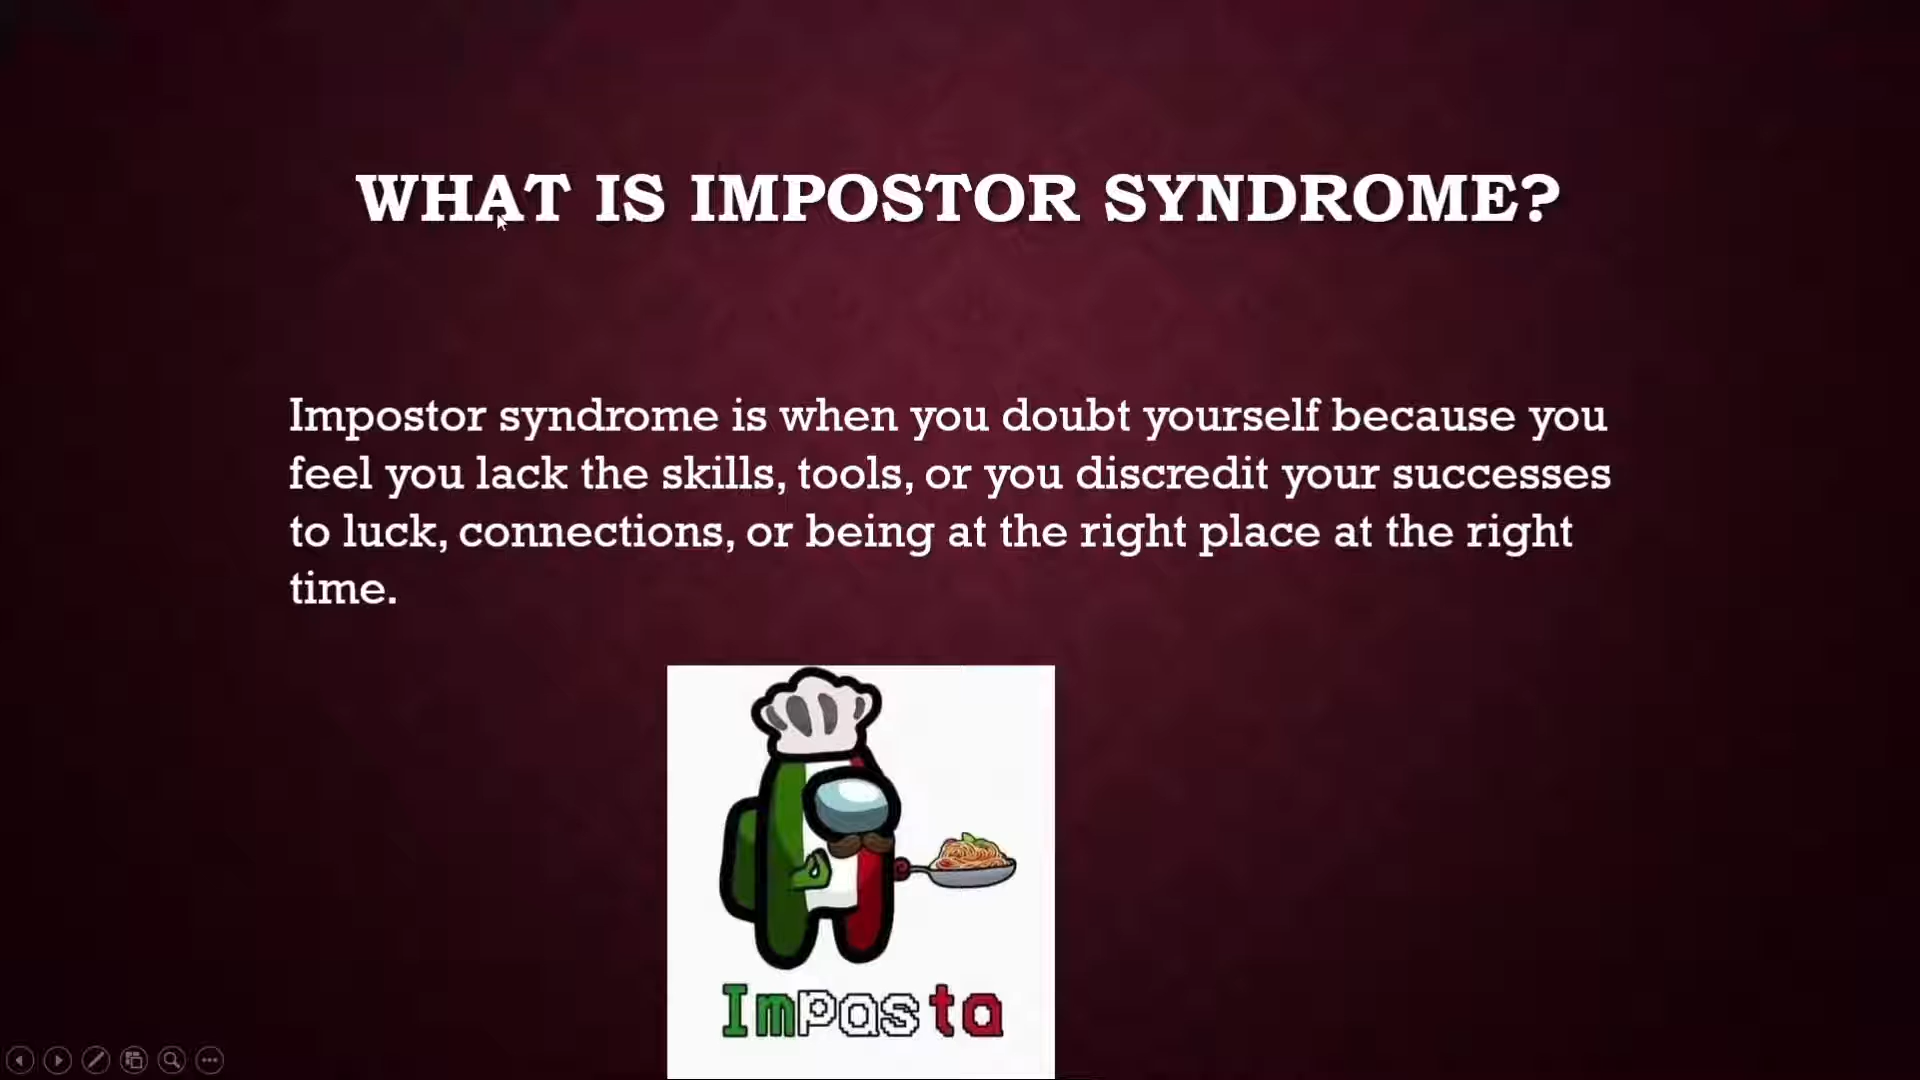 WHAT IS IMPOSTOR SYNDROME?
Impostor syndrome is when you doubt yourself because you
feel you lack the skills, tools, or you discredit your successes
to luck, connections, or being at the right place at the right
time.
Impasta